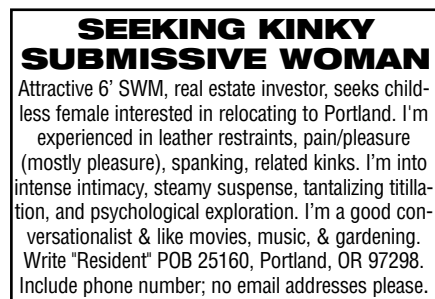 SEEKING KINKY
SUBMISSIVE WOMAN
Attractive 6' SWM, real estate investor, seeks child-
less female interested in relocating to Portland. I'm
experienced in leather restraints, pain/pleasure
(mostly pleasure), spanking, related kinks. I'm into
intense intimacy, steamy suspense, tantalizing titilla-
tion, and psychological exploration. I'm a good con-
versationalist & like movies, music, & gardening.
Write "Resident" POB 25160, Portland, OR 97298.
Include phone number; no email addresses please.